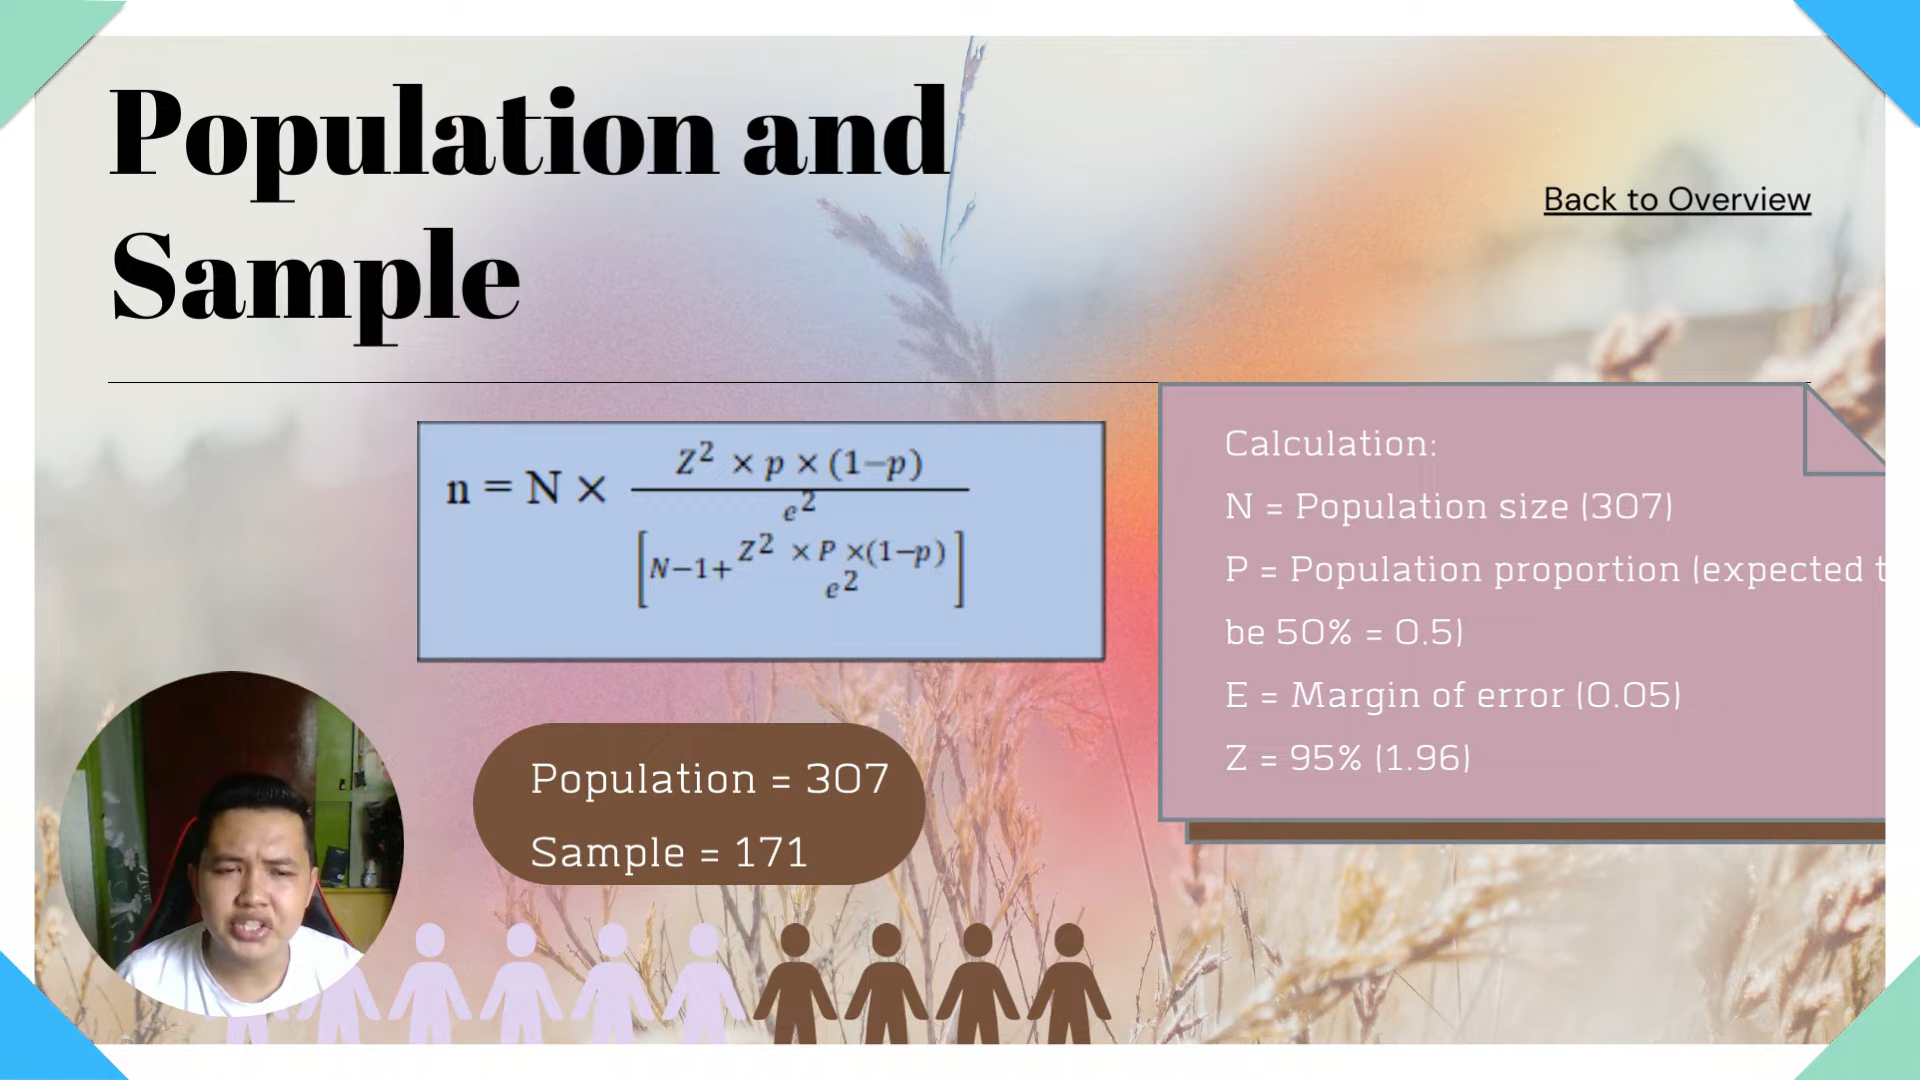 Population and
Sample
Back to Overview
n = N × Z² × p × (1−p)
e²
[N−1+ Z² × P ×(1−p)
e² ]
Calculation:
N = Population size (307)
P = Population proportion (expected t
be 50% = 0.5)
E = Margin of error (0.05)
Z = 95% (1.96)
Population = 307
Sample = 171